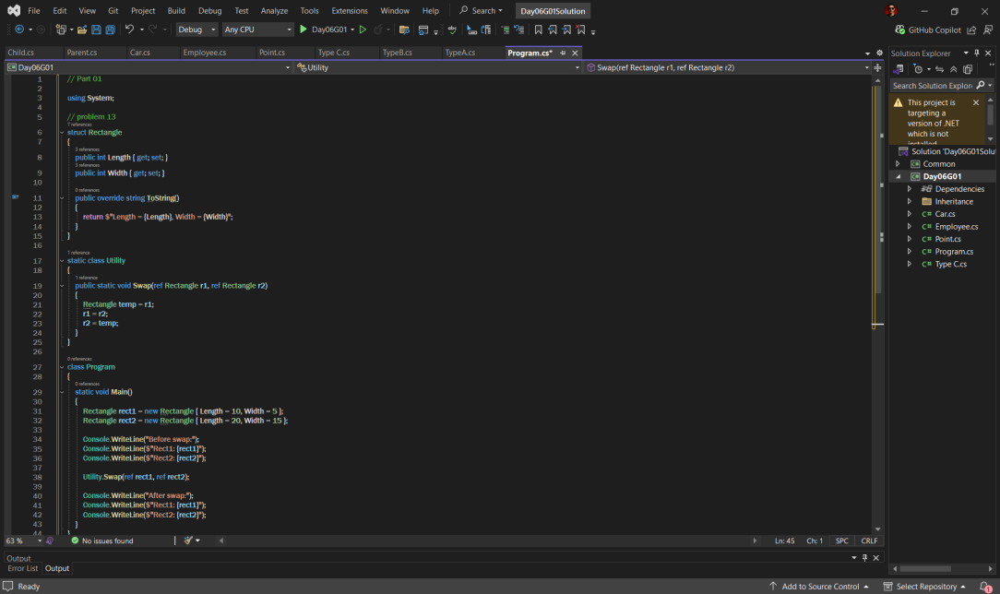 File Edit View Git Project Build Debug Test Analyze Tools Extensions Window Help Search Day06G01Solution
Debug Any CPU Day06G01 GitHub Copilot
Child.cs Parent.cs Car.cs Employee.cs Point.cs Type C.cs TypeB.cs TypeA.cs Program.cs*
Day06G01 Utility Swap(ref Rectangle r1, ref Rectangle r2)
1 // Part 01
2
3 using System;
4
5 // problem 13
7 references
6 struct Rectangle
7 {
3 references
8 public int Length { get; set; }
3 references
9 public int Width { get; set; }
10
0 references
11 public override string ToString()
12 {
13 return $"Length = {Length}, Width = {Width}";
14 }
15 }
16
1 reference
17 static class Utility
18 {
1 reference
19 public static void Swap(ref Rectangle r1, ref Rectangle r2)
20 {
21 Rectangle temp = r1;
22 r1 = r2;
23 r2 = temp;
24 }
25 }
26
0 references
27 class Program
28 {
0 references
29 static void Main()
30 {
31 Rectangle rect1 = new Rectangle { Length = 10, Width = 5 };
32 Rectangle rect2 = new Rectangle { Length = 20, Width = 15 };
33
34 Console.WriteLine("Before swap:");
35 Console.WriteLine($"Rect1: {rect1}");
36 Console.WriteLine($"Rect2: {rect2}");
37
38 Utility.Swap(ref rect1, ref rect2);
39
40 Console.WriteLine("After swap:");
41 Console.WriteLine($"Rect1: {rect1}");
42 Console.WriteLine($"Rect2: {rect2}");
43 }
44 }
63 % No issues found Ln: 45 Ch: 1 SPC CRLF
Output
Error List Output
Ready Add to Source Control Select Repository 1
Solution Explorer
Search Solution Explor
This project is
targeting a
version of .NET
which is not
installed
Solution 'Day06G01Solut
Common
Day06G01
Dependencies
Inheritance
C# Car.cs
C# Employee.cs
C# Point.cs
C# Program.cs
C# Type C.cs